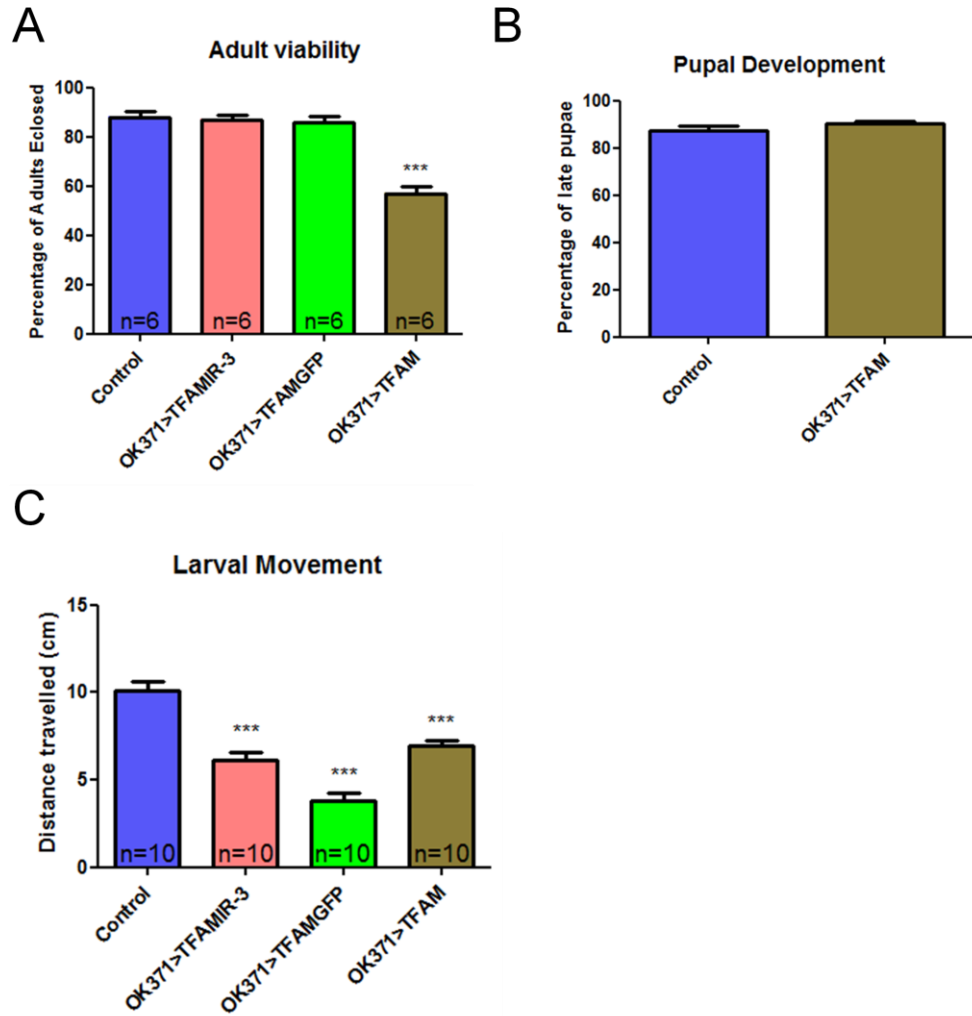 A
Adult viability
Percentage of Adults Eclosed
100
80
60
40
20
0
***
n=6
n=6
n=6
n=6
Control
OK371>TFAMIR-3
OK371>TFAMGFP
OK371>TFAM
B
Pupal Development
Percentage of late pupae
100
80
60
40
20
0
Control
OK371>TFAM
C
Larval Movement
Distance travelled (cm)
15
10
5
0
***
***
***
n=10
n=10
n=10
n=10
Control
OK371>TFAMIR-3
OK371>TFAMGFP
OK371>TFAM